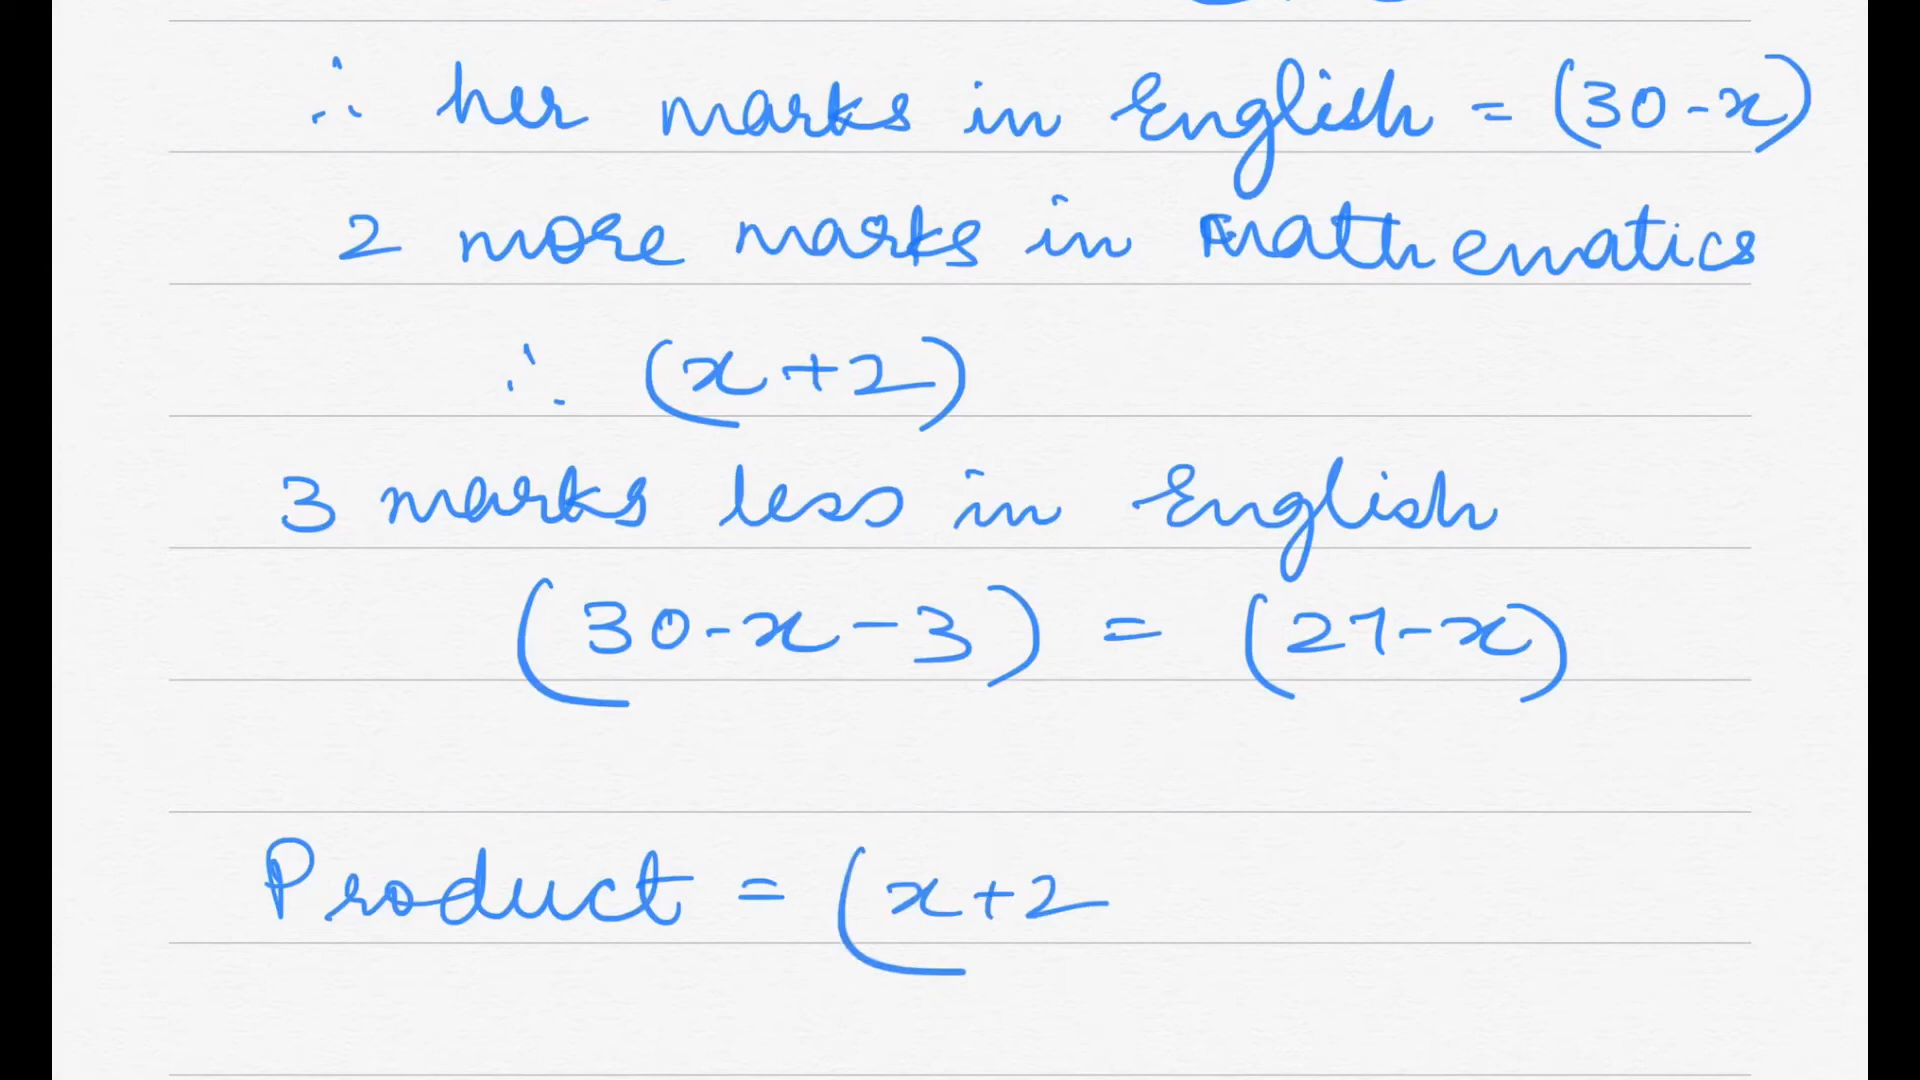 ∴ her marks in English = (30-x)
2 more marks in mathematics
∴ (x+2)
3 marks less in English
(30-x-3) = (27-x)
Product = (x+2